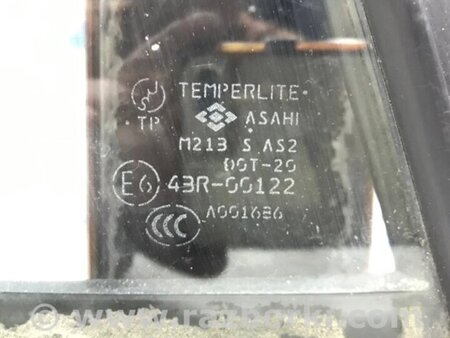 TEMPERLITE
TP
ASAHI
M213 S AS2
DOT-20
E6 43R-00122
CCC
A001686